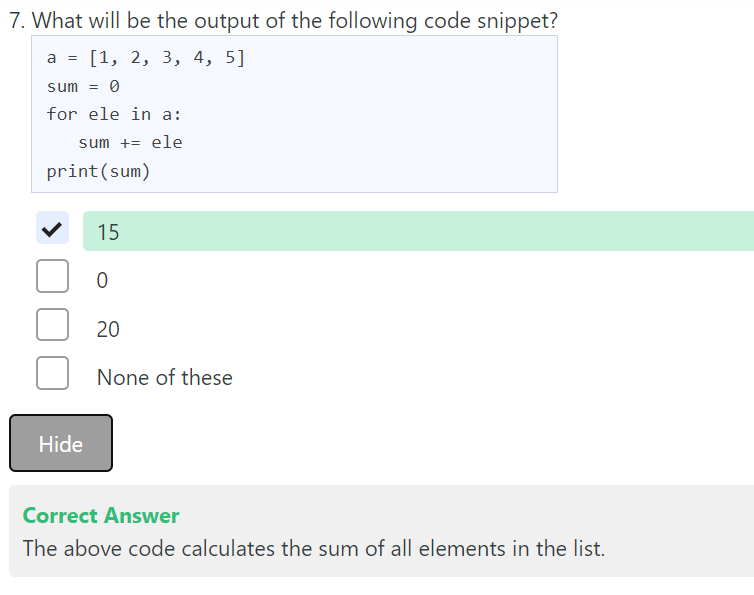 7. What will be the output of the following code snippet?
a = [1, 2, 3, 4, 5]
sum = 0
for ele in a:
   sum += ele
print(sum)
15
0
20
None of these
Hide
Correct Answer
The above code calculates the sum of all elements in the list.